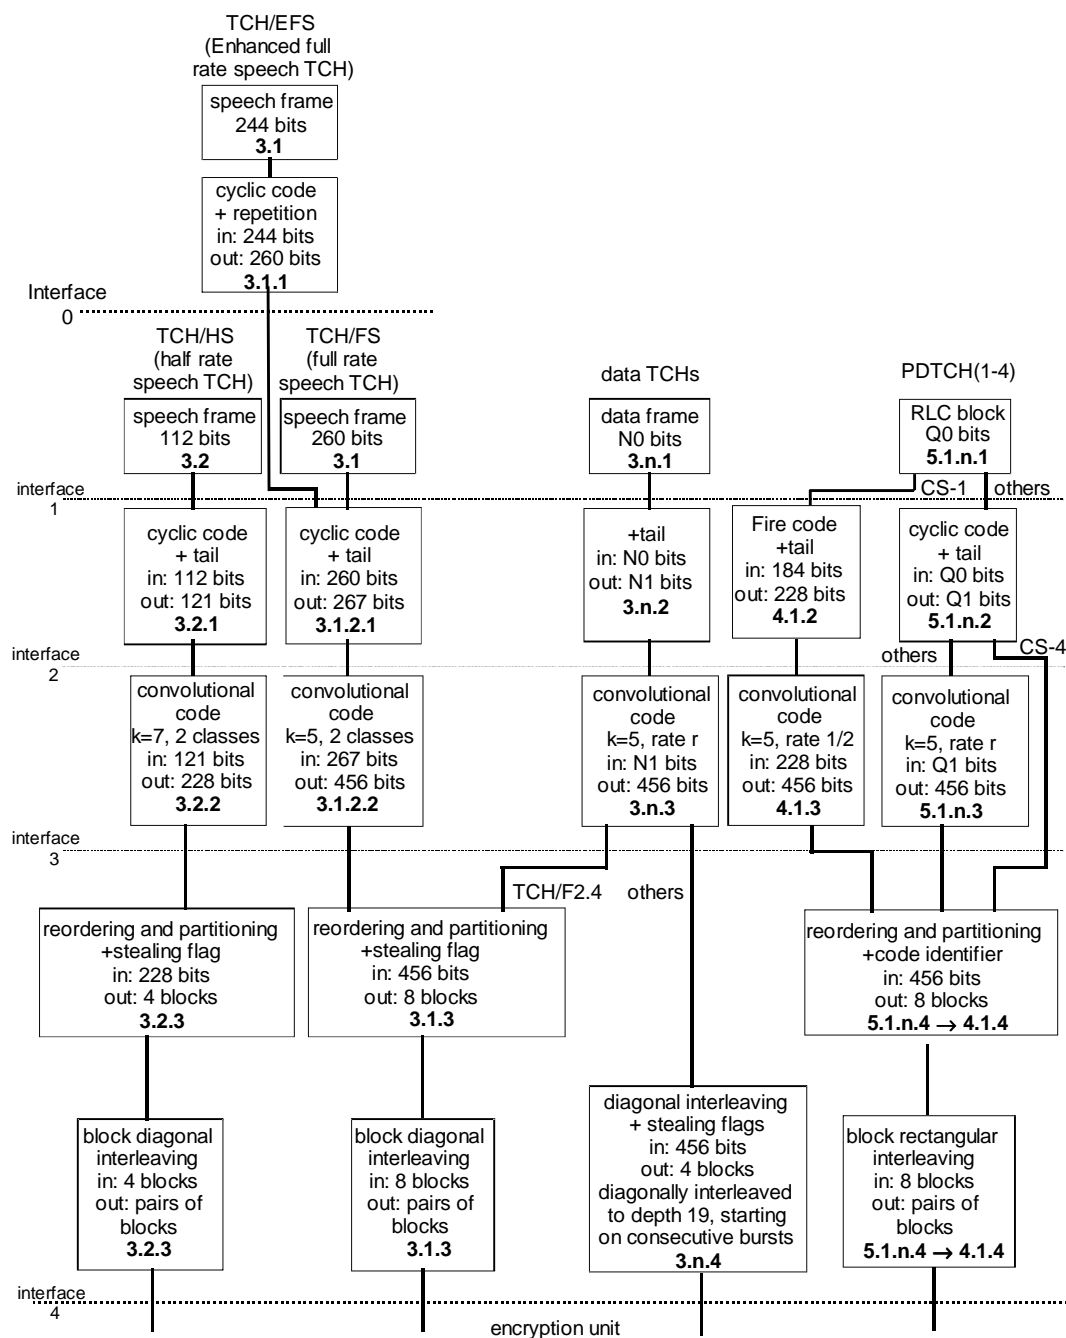 TCH/EFS
(Enhanced full
rate speech TCH)
speech frame
244 bits
3.1
cyclic code
+ repetition
in: 244 bits
out: 260 bits
3.1.1
Interface
0
TCH/HS
(half rate
speech TCH)
TCH/FS
(full rate
speech TCH)
data TCHs
PDTCH(1-4)
speech frame
112 bits
3.2
speech frame
260 bits
3.1
data frame
N0 bits
3.n.1
RLC block
Q0 bits
5.1.n.1
interface
1
CS-1
others
cyclic code
+ tail
in: 112 bits
out: 121 bits
3.2.1
cyclic code
+ tail
in: 260 bits
out: 267 bits
3.1.2.1
+tail
in: N0 bits
out: N1 bits
3.n.2
Fire code
+tail
in: 184 bits
out: 228 bits
4.1.2
cyclic code
+ tail
in: Q0 bits
out: Q1 bits
5.1.n.2
interface
2
others
CS-4
convolutional
code
k=7, 2 classes
in: 121 bits
out: 228 bits
3.2.2
convolutional
code
k=5, 2 classes
in: 267 bits
out: 456 bits
3.1.2.2
convolutional
code
k=5, rate r
in: N1 bits
out: 456 bits
3.n.3
convolutional
code
k=5, rate 1/2
in: 228 bits
out: 456 bits
4.1.3
convolutional
code
k=5, rate r
in: Q1 bits
out: 456 bits
5.1.n.3
interface
3
TCH/F2.4
others
reordering and partitioning
+stealing flag
in: 228 bits
out: 4 blocks
3.2.3
reordering and partitioning
+stealing flag
in: 456 bits
out: 8 blocks
3.1.3
reordering and partitioning
+code identifier
in: 456 bits
out: 8 blocks
5.1.n.4 → 4.1.4
block diagonal
interleaving
in: 4 blocks
out: pairs of
blocks
3.2.3
block diagonal
interleaving
in: 8 blocks
out: pairs of
blocks
3.1.3
diagonal interleaving
+ stealing flags
in: 456 bits
out: 4 blocks
diagonally interleaved
to depth 19, starting
on consecutive bursts
3.n.4
block rectangular
interleaving
in: 8 blocks
out: pairs of
blocks
5.1.n.4 → 4.1.4
interface
4
encryption unit